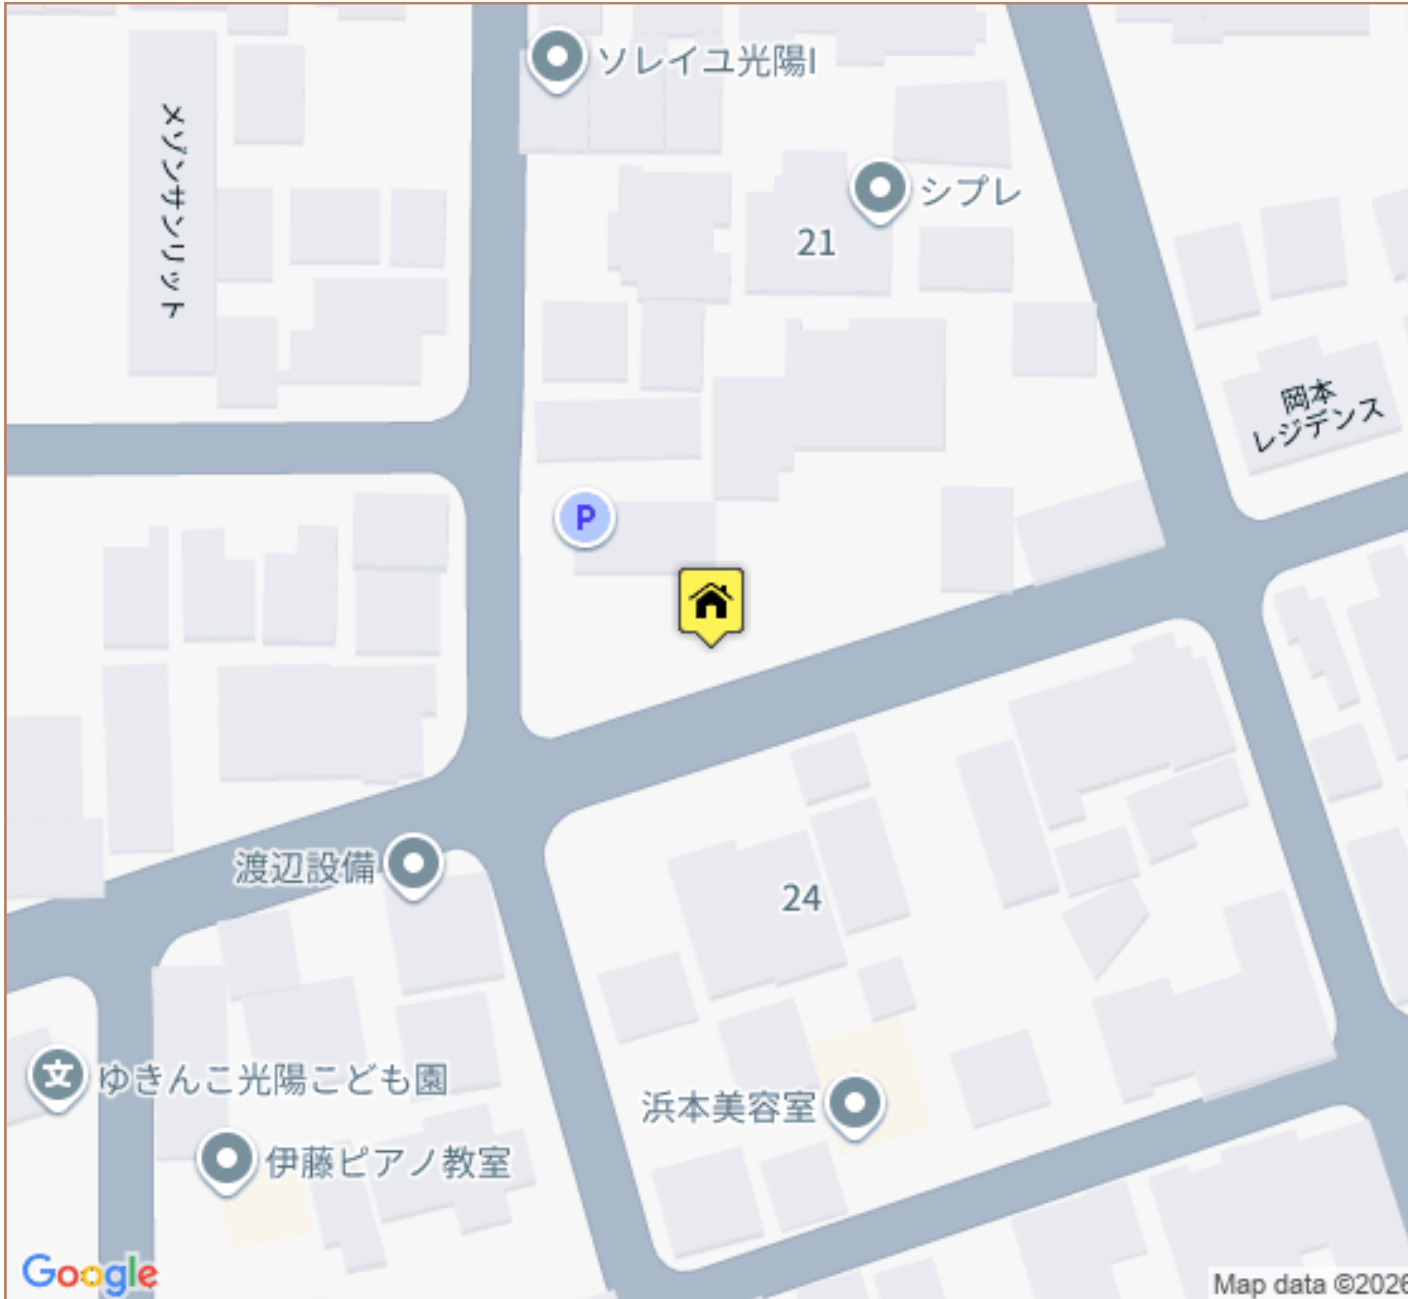 ソレイユ光陽I
メゾンサンリット
シプレ
21
岡本
レジデンス
P
渡辺設備
24
文
ゆきんこ光陽こども園
浜本美容室
伊藤ピアノ教室
Google
Map data ©2026